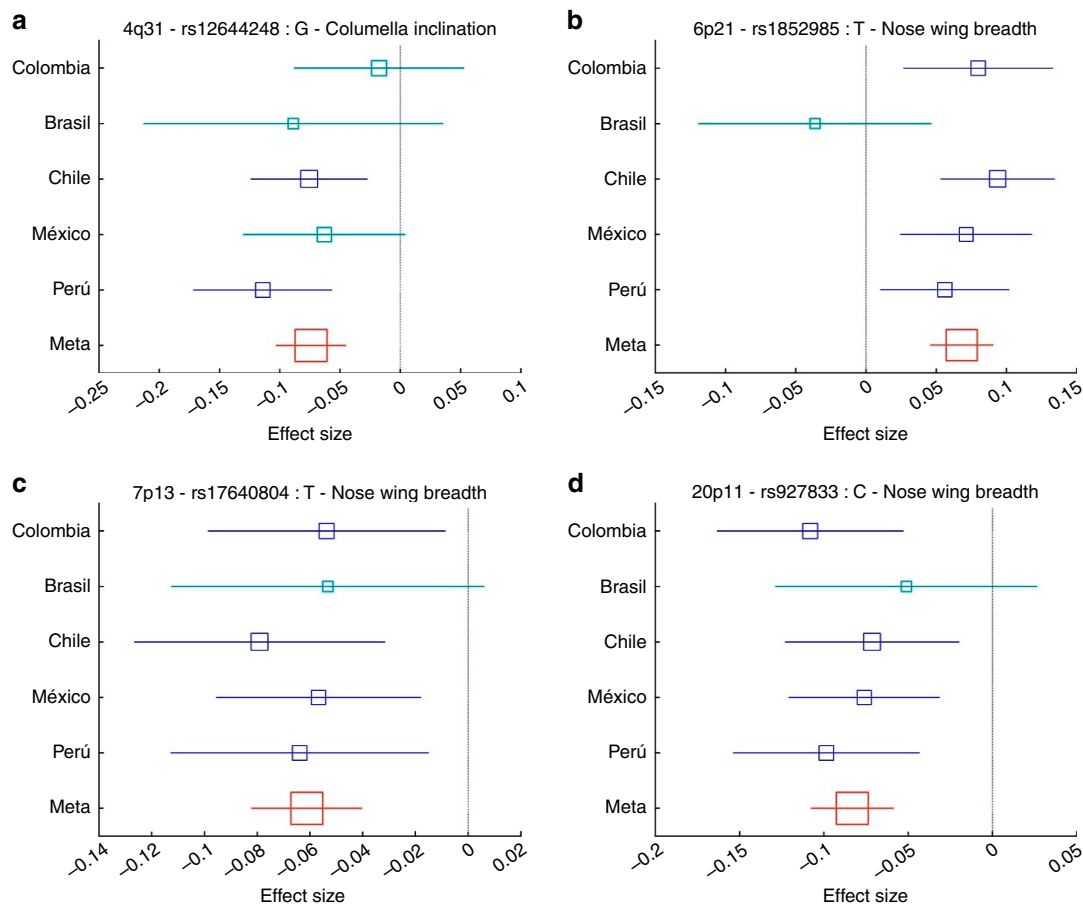 a
4q31 - rs12644248 : G - Columella inclination
Colombia
Brasil
Chile
México
Perú
Meta
–0.25 –0.2 –0.15 –0.1 –0.05 0 0.05 0.1
Effect size
b
6p21 - rs1852985 : T - Nose wing breadth
Colombia
Brasil
Chile
México
Perú
Meta
–0.15 –0.1 –0.05 0 0.05 0.1 0.15
Effect size
c
7p13 - rs17640804 : T - Nose wing breadth
Colombia
Brasil
Chile
México
Perú
Meta
–0.14 –0.12 –0.1 –0.08 –0.06 –0.04 –0.02 0 0.02
Effect size
d
20p11 - rs927833 : C - Nose wing breadth
Colombia
Brasil
Chile
México
Perú
Meta
–0.2 –0.15 –0.1 –0.05 0 0.05
Effect size